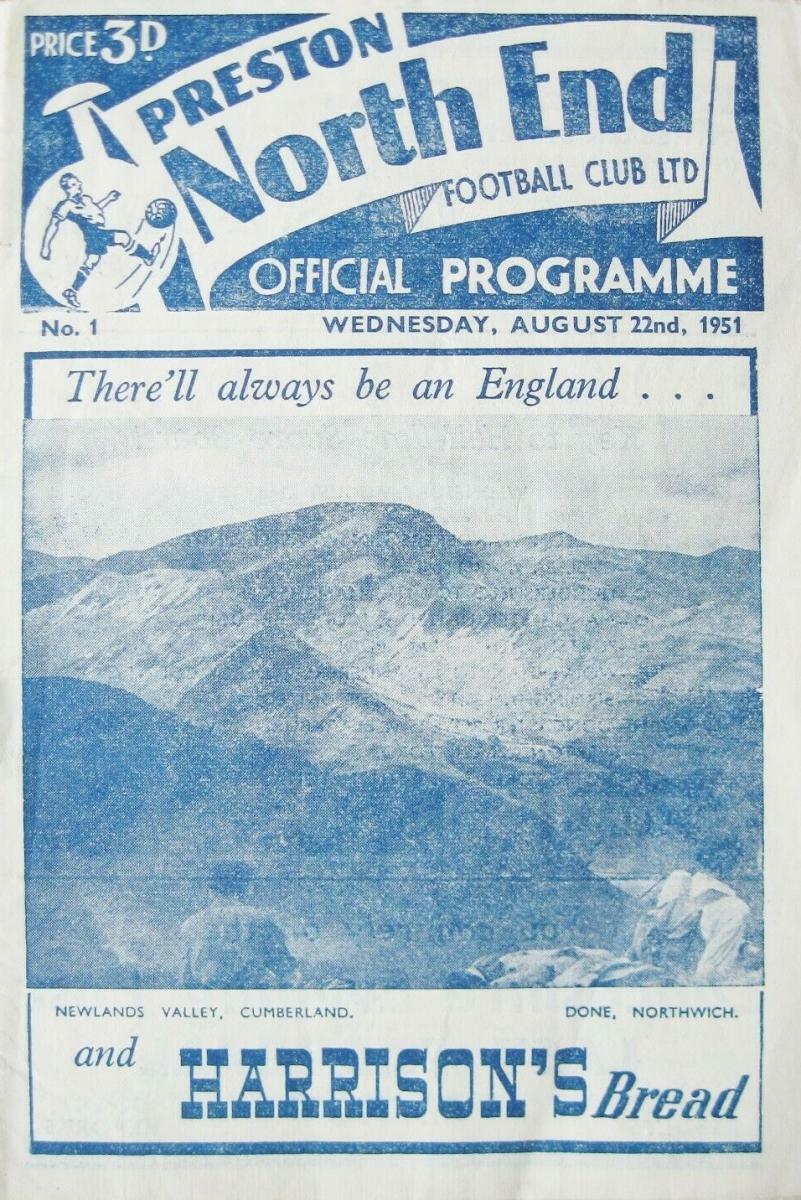 PRICE 3D
PRESTON
North End
FOOTBALL CLUB LTD
OFFICIAL PROGRAMME
No. 1 WEDNESDAY, AUGUST 22nd, 1951
There'll always be an England . . .
NEWLANDS VALLEY, CUMBERLAND. DONE, NORTHWICH.
and
HARRISON'S Bread